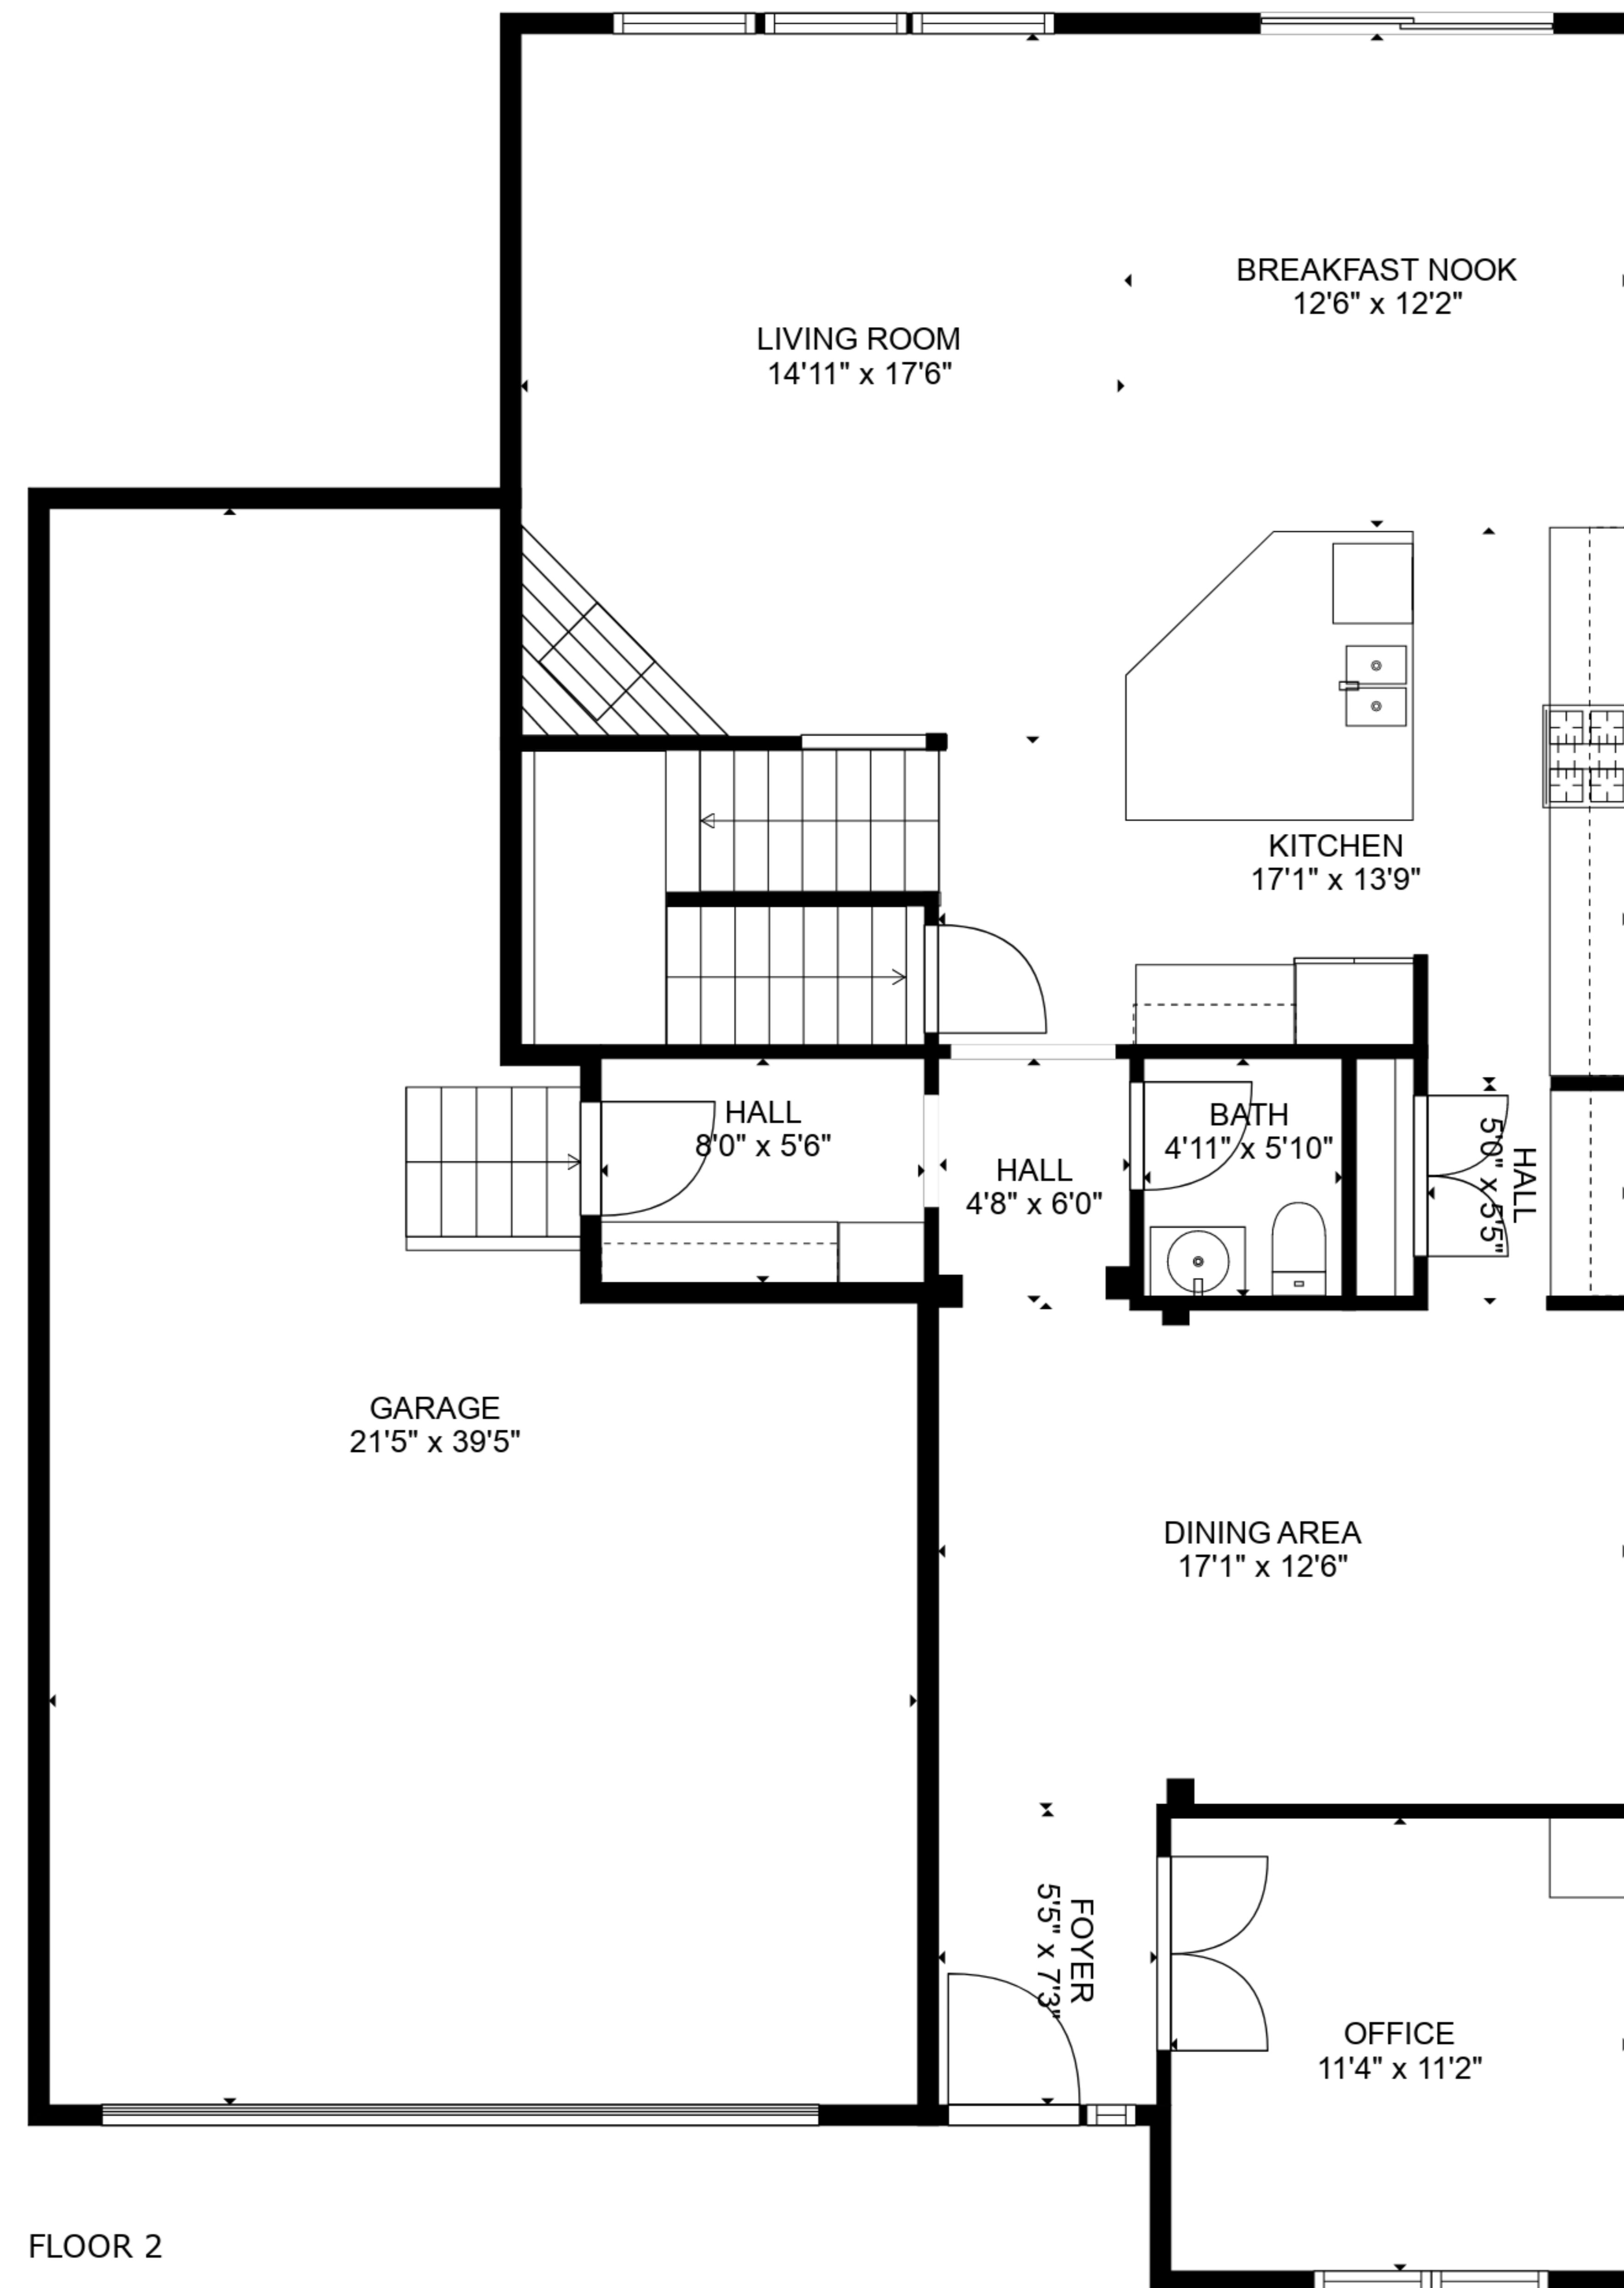 BREAKFAST NOOK
12'6" x 12'2"
LIVING ROOM
14'11" x 17'6"
KITCHEN
17'1" x 13'9"
HALL
8'0" x 5'6"
HALL
4'8" x 6'0"
BATH
4'11" x 5'10"
HALL
5'0" x 5'5"
GARAGE
21'5" x 39'5"
DINING AREA
17'1" x 12'6"
FOYER
5'5" x 7'3"
OFFICE
11'4" x 11'2"
FLOOR 2